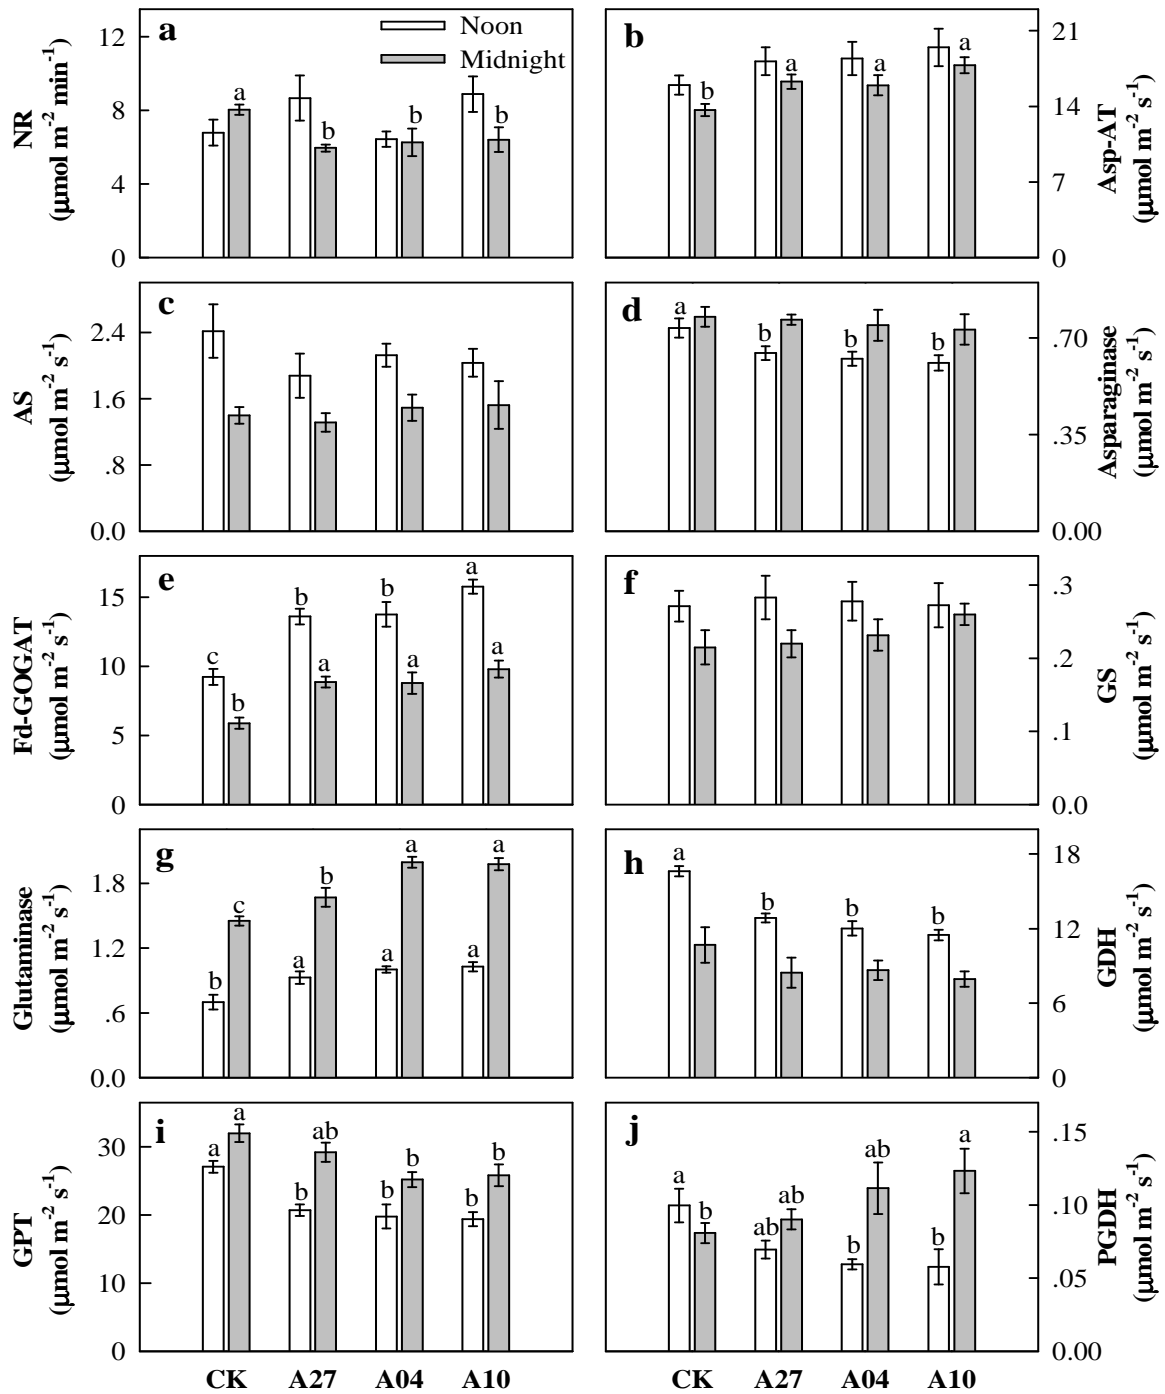 a
Noon
Midnight
12
8
4
0
NR
(μmol m-2 min-1)
a
b
b
b
b
21
14
7
0
Asp-AT
(μmol m-2 s-1)
b
a
a
a
c
2.4
1.6
.8
0.0
AS
(μmol m-2 s-1)
d
.70
.35
0.00
Asparaginase
(μmol m-2 s-1)
a
b
b
b
e
15
10
5
0
Fd-GOGAT
(μmol m-2 s-1)
c
b
b
a
b
a
a
a
f
.3
.2
.1
0.0
GS
(μmol m-2 s-1)
g
1.8
1.2
.6
0.0
Glutaminase
(μmol m-2 s-1)
b
c
a
b
a
a
a
a
h
18
12
6
0
GDH
(μmol m-2 s-1)
a
b
b
b
i
30
20
10
0
GPT
(μmol m-2 s-1)
a
a
b
ab
b
b
b
b
j
.15
.10
.05
0.00
PGDH
(μmol m-2 s-1)
a
b
ab
ab
b
ab
b
a
CK A27 A04 A10
CK A27 A04 A10